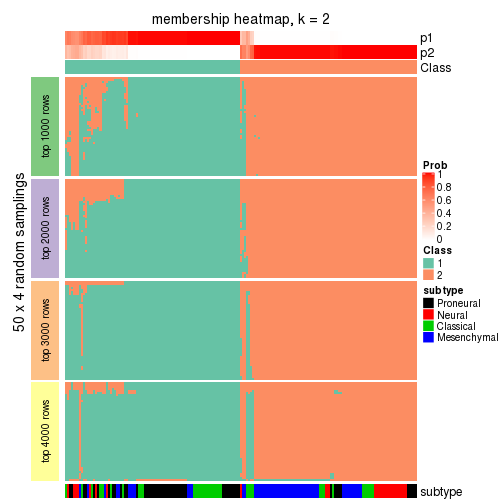 membership heatmap, k = 2
p1
p2
Class
50 x 4 random samplings
top 1000 rows
top 2000 rows
top 3000 rows
top 4000 rows
Prob
1
0.8
0.6
0.4
0.2
0
Class
1
2
subtype
Proneural
Neural
Classical
Mesenchymal
subtype